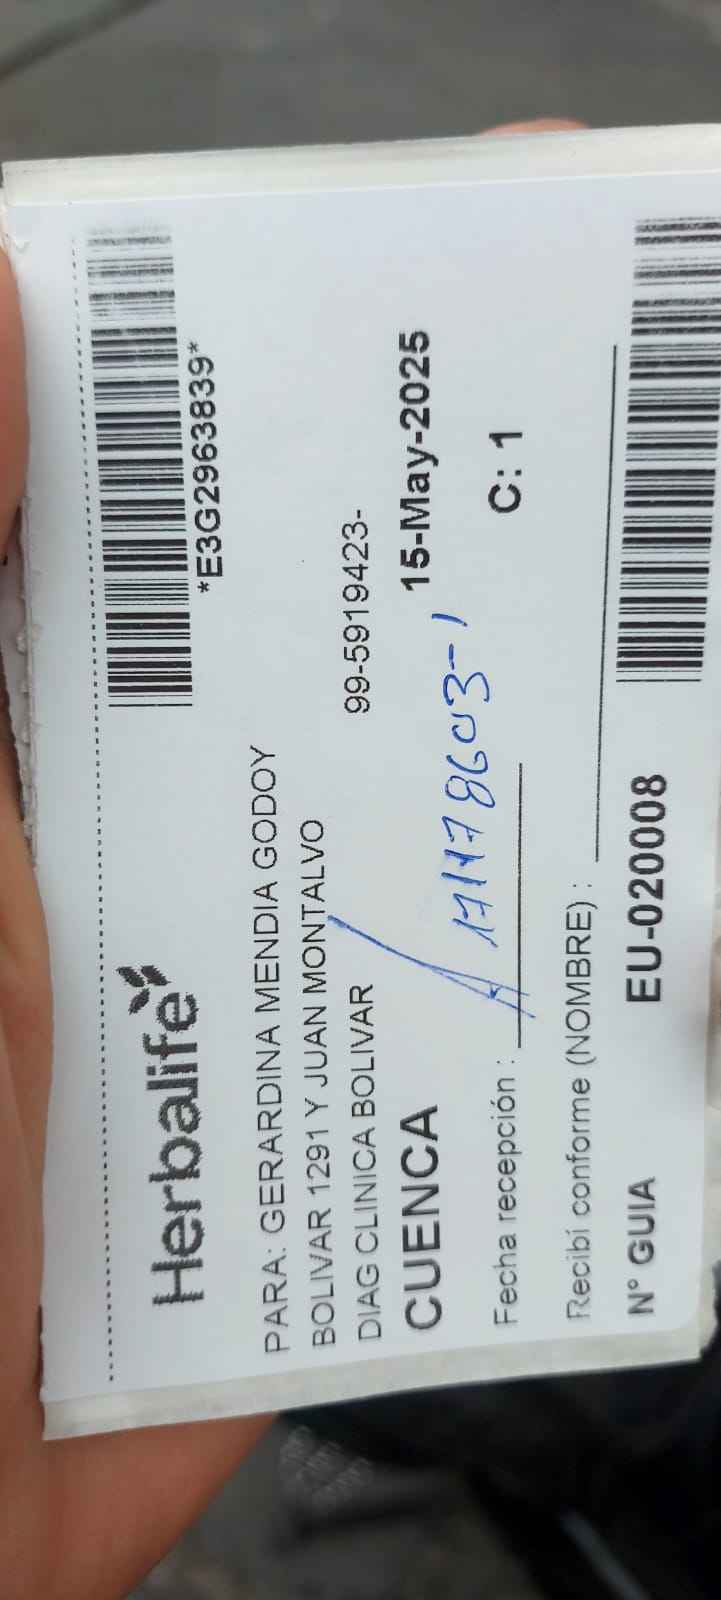 *E3G2963839*
Herbalife
PARA: GERARDINA MENDIA GODOY
BOLIVAR 1291 Y JUAN MONTALVO
DIAG CLINICA BOLIVAR
99-5919423-
CUENCA
15-May-2025
Fecha recepción :
C: 1
Recibí conforme (NOMBRE) :
N° GUIA EU-020008